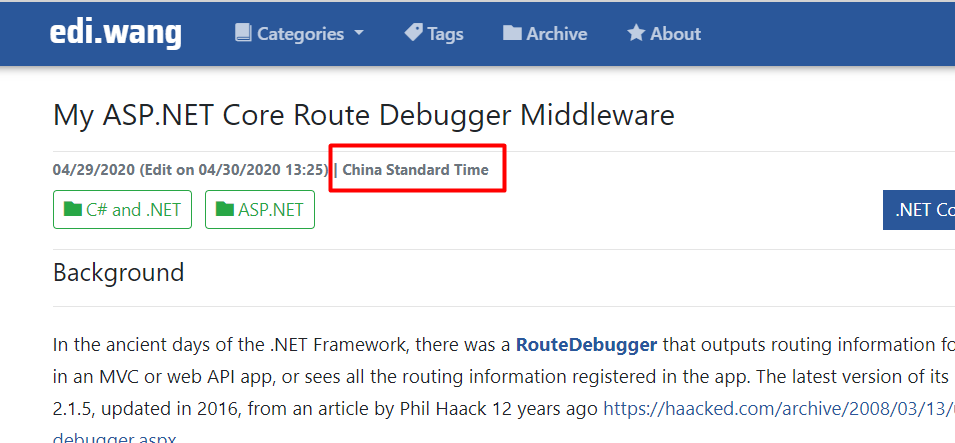 edi.wang Categories Tags Archive About
My ASP.NET Core Route Debugger Middleware
04/29/2020 (Edit on 04/30/2020 13:25) | China Standard Time
C# and .NET ASP.NET .NET Co
Background
In the ancient days of the .NET Framework, there was a RouteDebugger that outputs routing information fo
in an MVC or web API app, or sees all the routing information registered in the app. The latest version of its
2.1.5, updated in 2016, from an article by Phil Haack 12 years ago https://haacked.com/archive/2008/03/13/
debugger.aspx